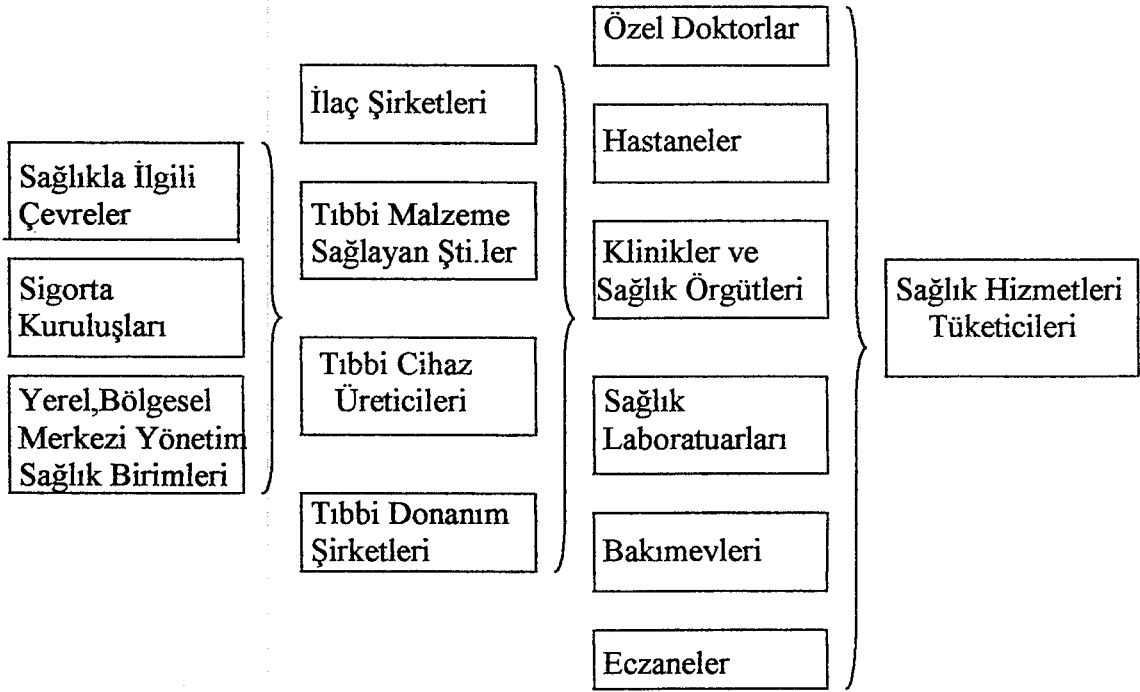 Sağlıkla İlgili
Çevreler
Sigorta
Kuruluşları
Yerel,Bölgesel
Merkezi Yönetim
Sağlık Birimleri
İlaç Şirketleri
Tıbbi Malzeme
Sağlayan Şti.ler
Tıbbi Cihaz
Üreticileri
Tıbbi Donanım
Şirketleri
Özel Doktorlar
Hastaneler
Klinikler ve
Sağlık Örgütleri
Sağlık
Laboratuarları
Bakımevleri
Eczaneler
Sağlık Hizmetleri
Tüketicileri